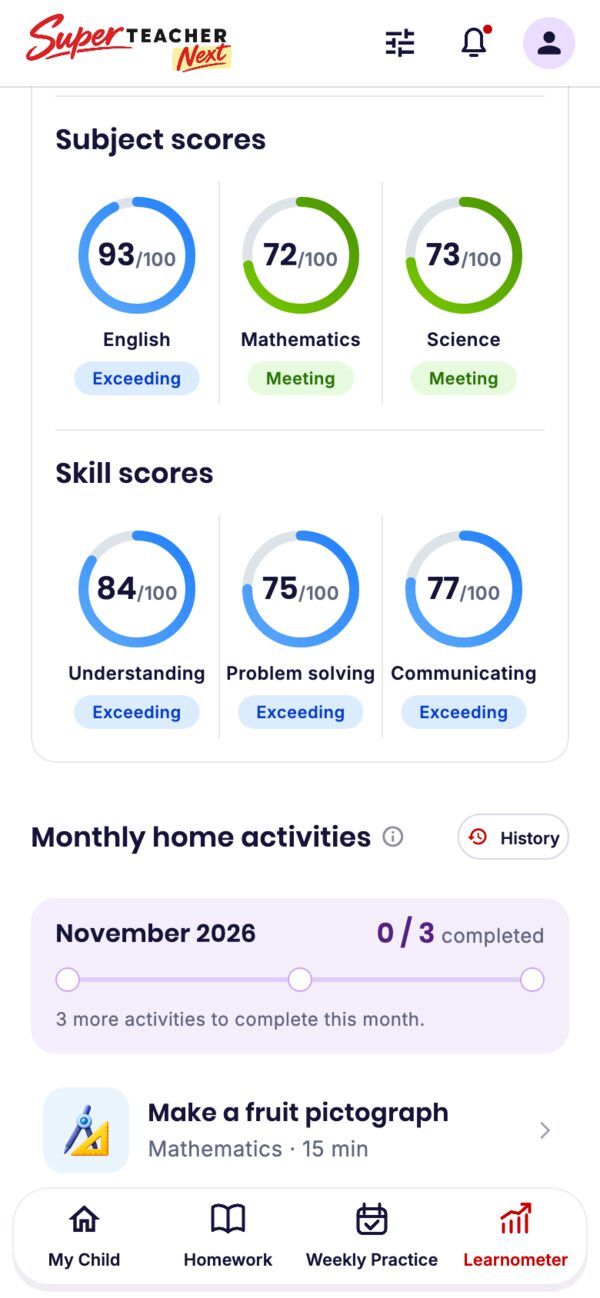 Super TEACHER
Next
Subject scores
93/100
72/100
73/100
English
Mathematics
Science
Exceeding
Meeting
Meeting
Skill scores
84/100
75/100
77/100
Understanding
Problem solving
Communicating
Exceeding
Exceeding
Exceeding
Monthly home activities
History
November 2026
0 / 3 completed
3 more activities to complete this month.
Make a fruit pictograph
Mathematics · 15 min
My Child
Homework
Weekly Practice
Learnometer